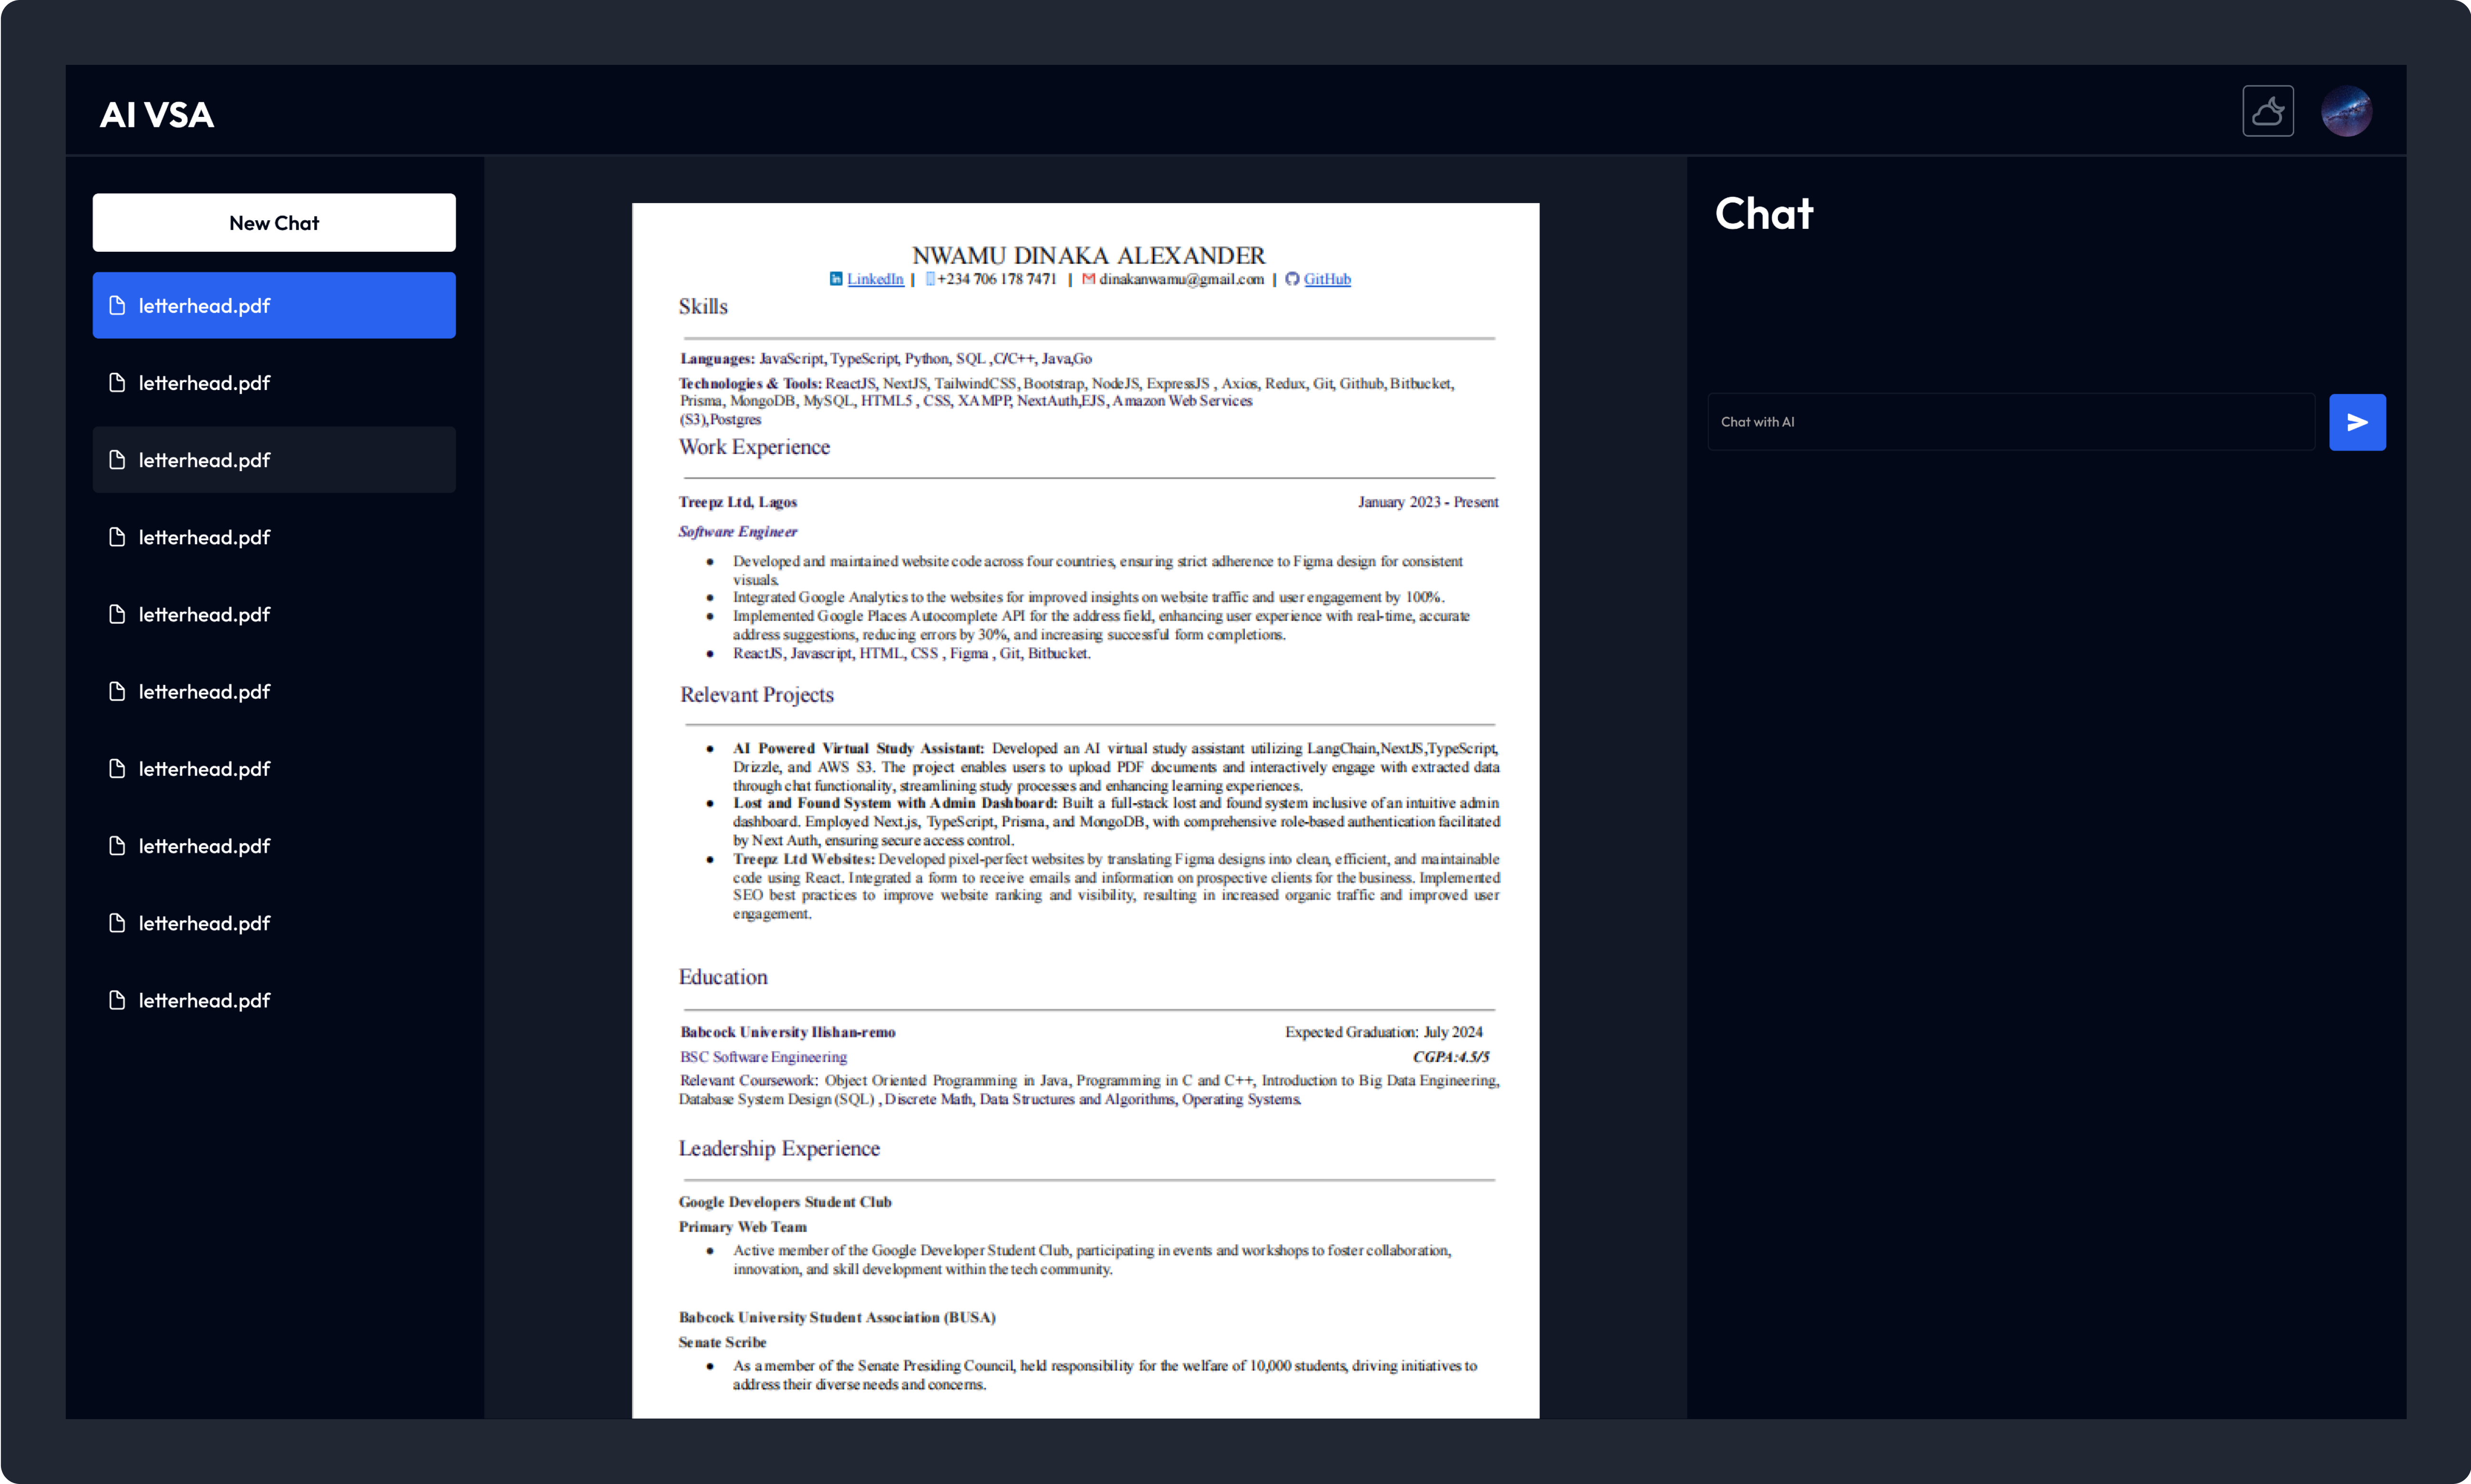 AI VSA
New Chat
letterhead.pdf
letterhead.pdf
letterhead.pdf
letterhead.pdf
letterhead.pdf
letterhead.pdf
letterhead.pdf
letterhead.pdf
letterhead.pdf
letterhead.pdf
NWAMU DINAKA ALEXANDER
LinkedIn | +234 706 178 7471 | dinakanwamu@gmail.com | GitHub
Skills
Languages: JavaScript, TypeScript, Python, SQL ,C/C++, Java,Go
Technologies & Tools: ReactJS, NextJS, TailwindCSS, Bootstrap, NodeJS, ExpressJS , Axios, Redux, Git, Github, Bitbucket,
Prisma, MongoDB, MySQL, HTML5 , CSS, XAMPP, NextAuth,EJS, Amazon Web Services
(S3),Postgres
Work Experience
Treepz Ltd, Lagos January 2023 - Present
Software Engineer
● Developed and maintained website code across four countries, ensuring strict adherence to Figma design for consistent
visuals.
● Integrated Google Analytics to the websites for improved insights on website traffic and user engagement by 100%.
● Implemented Google Places Autocomplete API for the address field, enhancing user experience with real-time, accurate
address suggestions, reducing errors by 30%, and increasing successful form completions.
● ReactJS, Javascript, HTML, CSS , Figma , Git, Bitbucket.
Relevant Projects
● AI Powered Virtual Study Assistant: Developed an AI virtual study assistant utilizing LangChain,NextJS,TypeScript,
Drizzle, and AWS S3. The project enables users to upload PDF documents and interactively engage with extracted data
through chat functionality, streamlining study processes and enhancing learning experiences.
● Lost and Found System with Admin Dashboard: Built a full-stack lost and found system inclusive of an intuitive admin
dashboard. Employed Next.js, TypeScript, Prisma, and MongoDB, with comprehensive role-based authentication facilitated
by Next Auth, ensuring secure access control.
● Treepz Ltd Websites: Developed pixel-perfect websites by translating Figma designs into clean, efficient, and maintainable
code using React. Integrated a form to receive emails and information on prospective clients for the business. Implemented
SEO best practices to improve website ranking and visibility, resulting in increased organic traffic and improved user
engagement.
Education
Babcock University Ilishan-remo Expected Graduation: July 2024
BSC Software Engineering CGPA:4.5/5
Relevant Coursework: Object Oriented Programming in Java, Programming in C and C++, Introduction to Big Data Engineering,
Database System Design (SQL) , Discrete Math, Data Structures and Algorithms, Operating Systems.
Leadership Experience
Google Developers Student Club
Primary Web Team
● Active member of the Google Developer Student Club, participating in events and workshops to foster collaboration,
innovation, and skill development within the tech community.
Babcock University Student Association (BUSA)
Senate Scribe
● As a member of the Senate Presiding Council, held responsibility for the welfare of 10,000 students, driving initiatives to
address their diverse needs and concerns.
Chat
Chat with AI